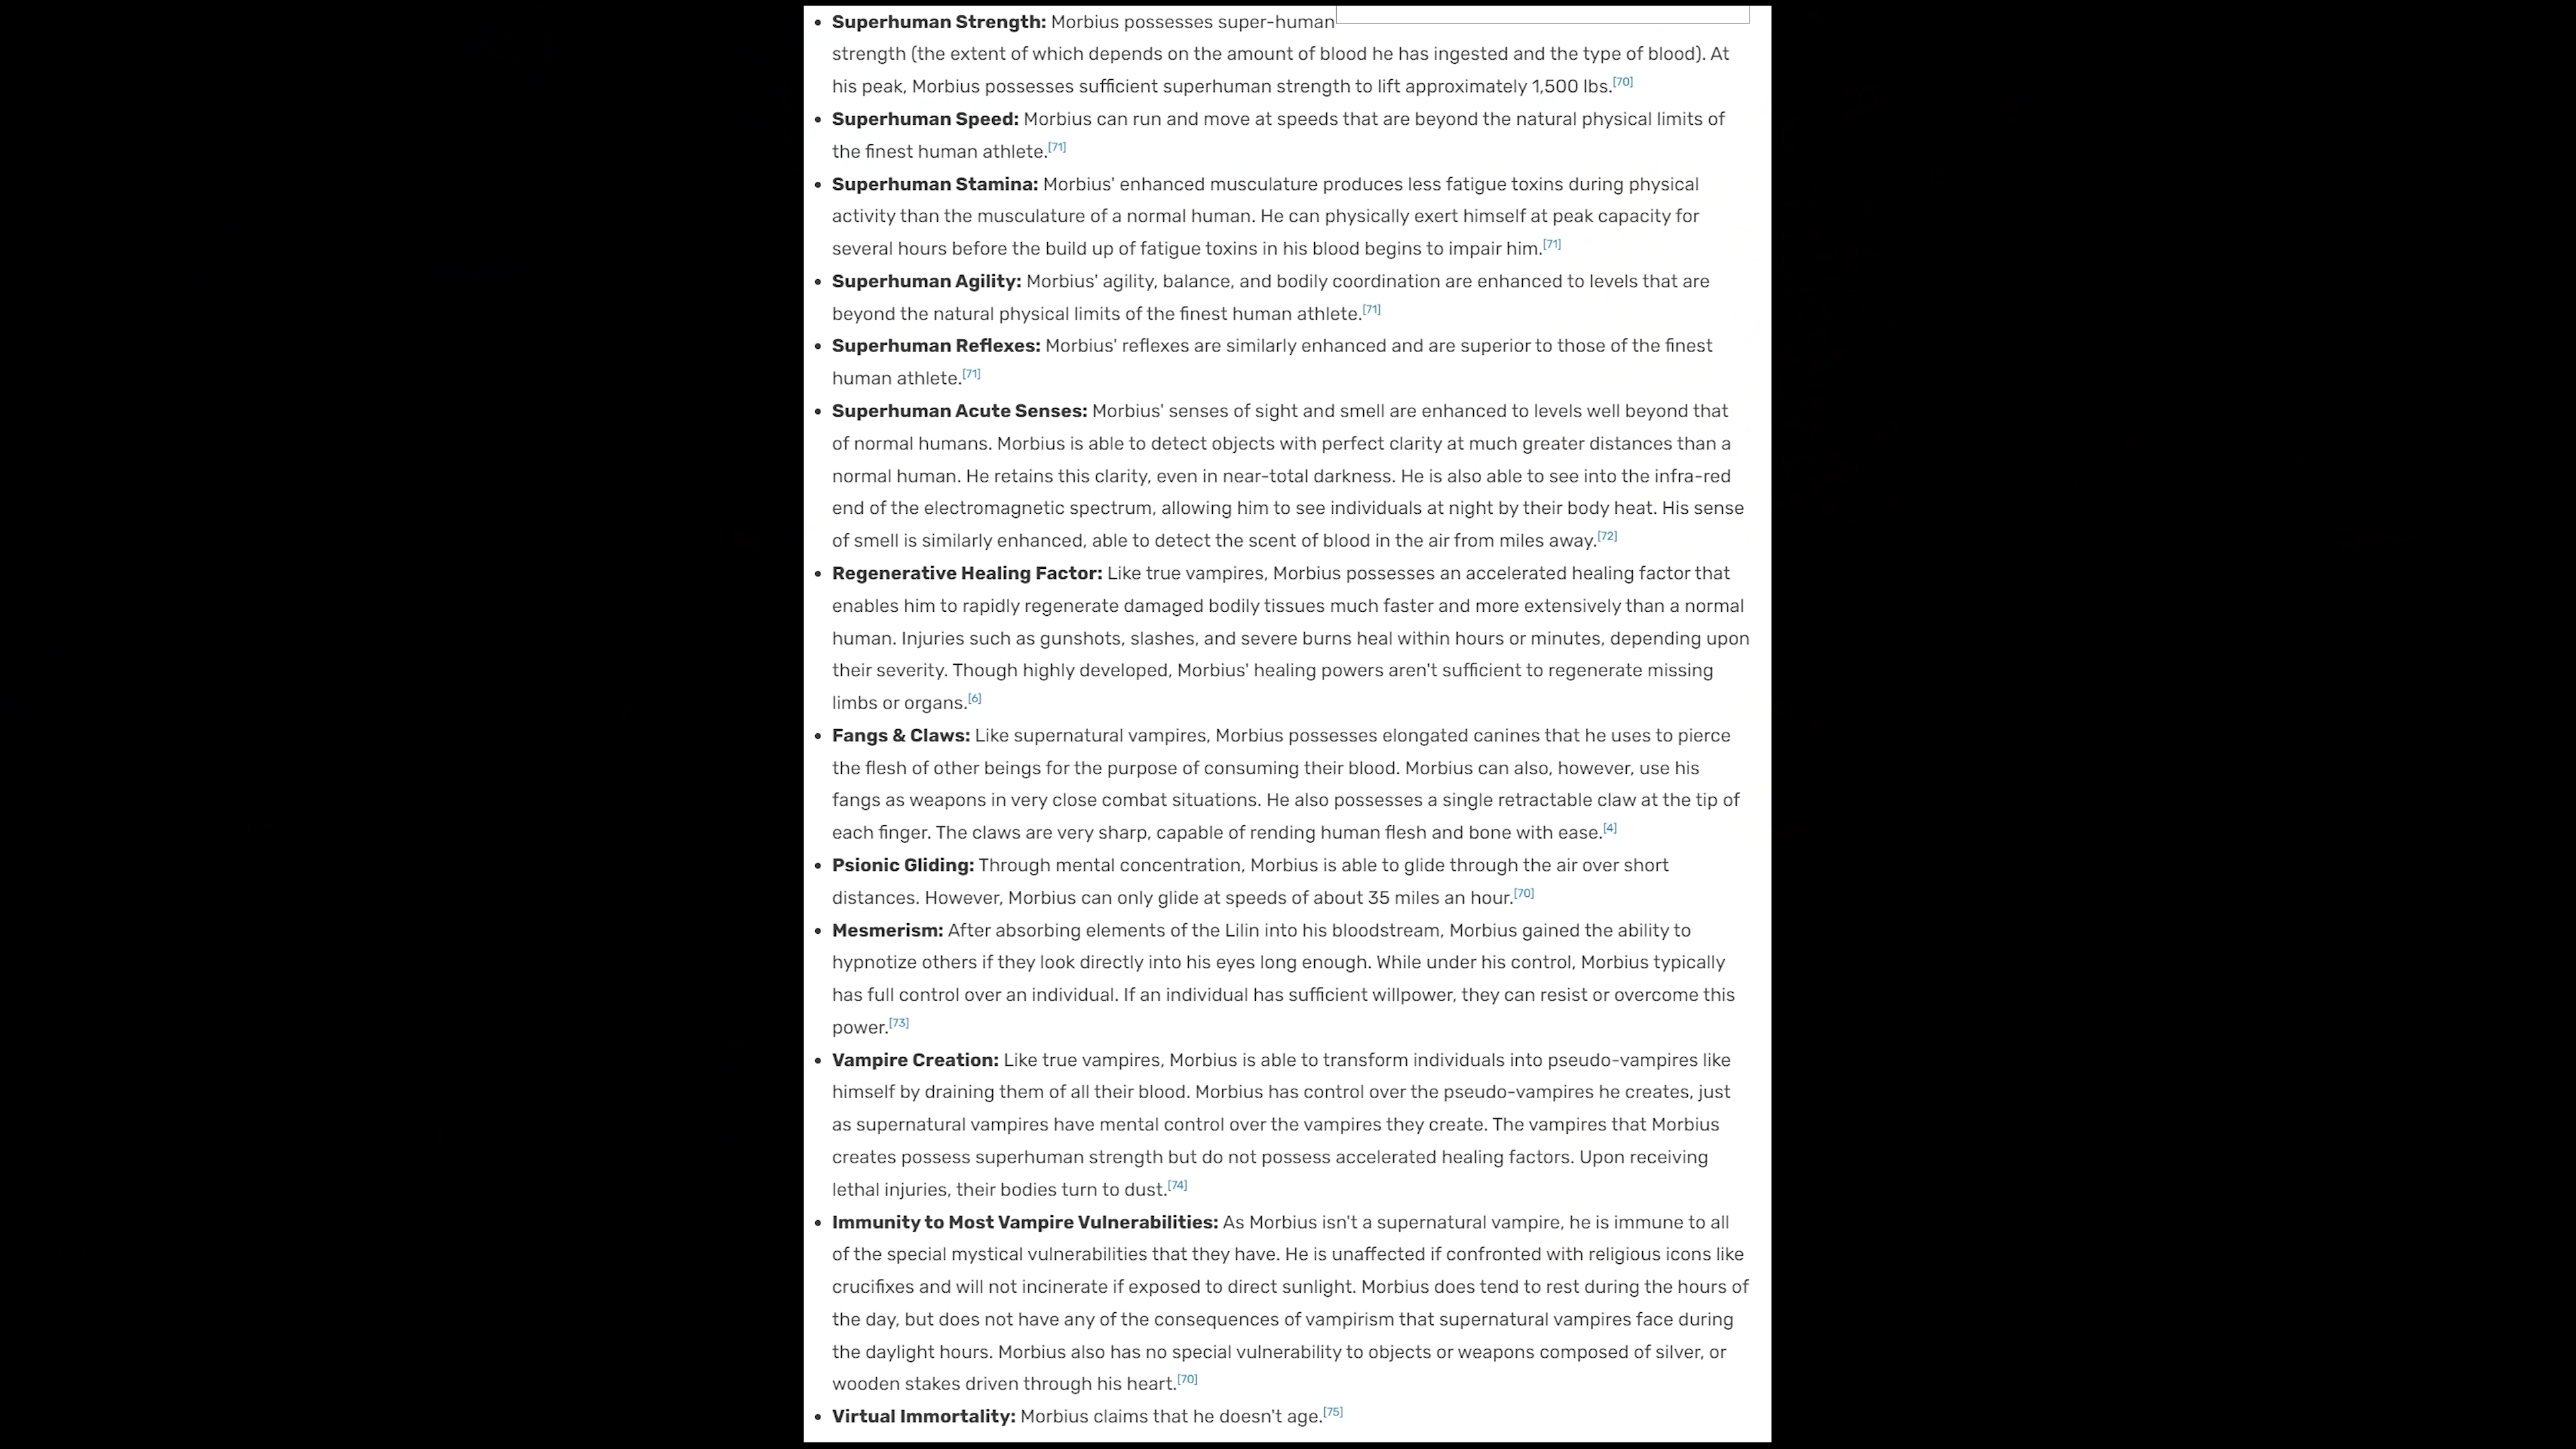 • Superhuman Strength: Morbius possesses super-human
strength (the extent of which depends on the amount of blood he has ingested and the type of blood). At
his peak, Morbius possesses sufficient superhuman strength to lift approximately 1,500 lbs.[70]
• Superhuman Speed: Morbius can run and move at speeds that are beyond the natural physical limits of
the finest human athlete.[71]
• Superhuman Stamina: Morbius' enhanced musculature produces less fatigue toxins during physical
activity than the musculature of a normal human. He can physically exert himself at peak capacity for
several hours before the build up of fatigue toxins in his blood begins to impair him.[71]
• Superhuman Agility: Morbius' agility, balance, and bodily coordination are enhanced to levels that are
beyond the natural physical limits of the finest human athlete.[71]
• Superhuman Reflexes: Morbius' reflexes are similarly enhanced and are superior to those of the finest
human athlete.[71]
• Superhuman Acute Senses: Morbius' senses of sight and smell are enhanced to levels well beyond that
of normal humans. Morbius is able to detect objects with perfect clarity at much greater distances than a
normal human. He retains this clarity, even in near-total darkness. He is also able to see into the infra-red
end of the electromagnetic spectrum, allowing him to see individuals at night by their body heat. His sense
of smell is similarly enhanced, able to detect the scent of blood in the air from miles away.[72]
• Regenerative Healing Factor: Like true vampires, Morbius possesses an accelerated healing factor that
enables him to rapidly regenerate damaged bodily tissues much faster and more extensively than a normal
human. Injuries such as gunshots, slashes, and severe burns heal within hours or minutes, depending upon
their severity. Though highly developed, Morbius' healing powers aren't sufficient to regenerate missing
limbs or organs.[6]
• Fangs & Claws: Like supernatural vampires, Morbius possesses elongated canines that he uses to pierce
the flesh of other beings for the purpose of consuming their blood. Morbius can also, however, use his
fangs as weapons in very close combat situations. He also possesses a single retractable claw at the tip of
each finger. The claws are very sharp, capable of rending human flesh and bone with ease.[4]
• Psionic Gliding: Through mental concentration, Morbius is able to glide through the air over short
distances. However, Morbius can only glide at speeds of about 35 miles an hour.[70]
• Mesmerism: After absorbing elements of the Lilin into his bloodstream, Morbius gained the ability to
hypnotize others if they look directly into his eyes long enough. While under his control, Morbius typically
has full control over an individual. If an individual has sufficient willpower, they can resist or overcome this
power.[73]
• Vampire Creation: Like true vampires, Morbius is able to transform individuals into pseudo-vampires like
himself by draining them of all their blood. Morbius has control over the pseudo-vampires he creates, just
as supernatural vampires have mental control over the vampires they create. The vampires that Morbius
creates possess superhuman strength but do not possess accelerated healing factors. Upon receiving
lethal injuries, their bodies turn to dust.[74]
• Immunity to Most Vampire Vulnerabilities: As Morbius isn't a supernatural vampire, he is immune to all
of the special mystical vulnerabilities that they have. He is unaffected if confronted with religious icons like
crucifixes and will not incinerate if exposed to direct sunlight. Morbius does tend to rest during the hours of
the day, but does not have any of the consequences of vampirism that supernatural vampires face during
the daylight hours. Morbius also has no special vulnerability to objects or weapons composed of silver, or
wooden stakes driven through his heart.[70]
• Virtual Immortality: Morbius claims that he doesn't age.[75]